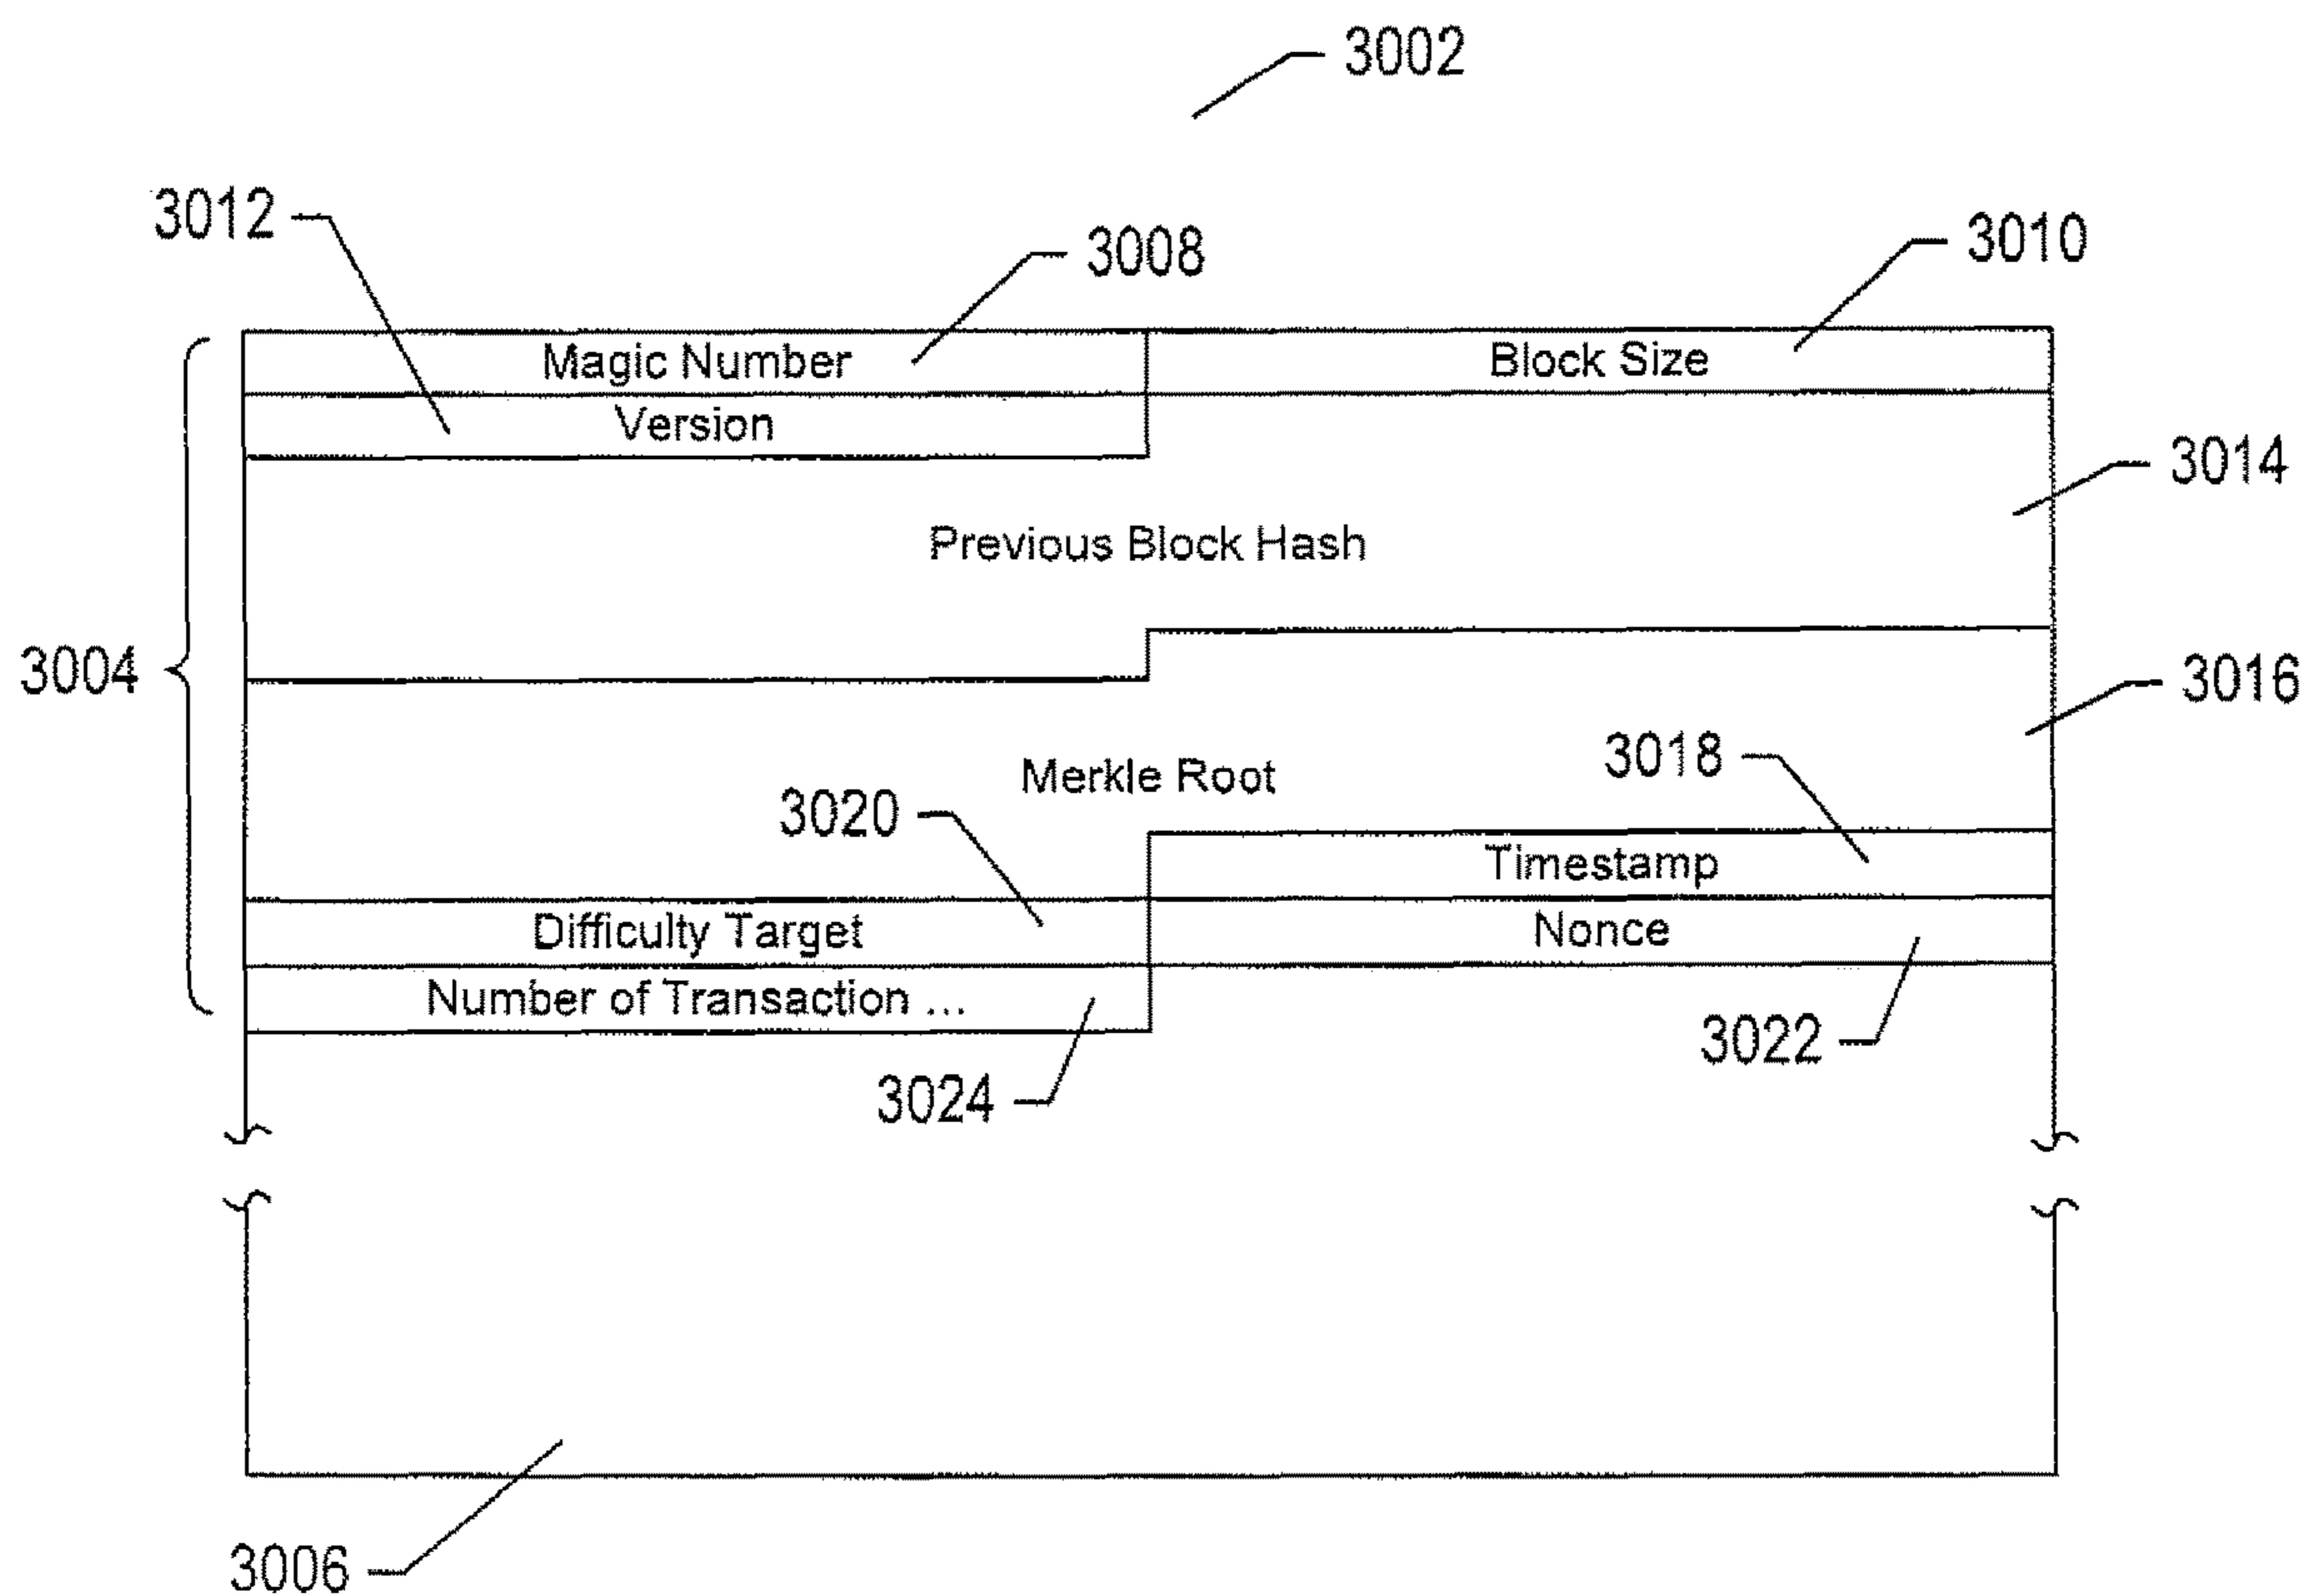 3002
3012
3008
3010
Magic Number
Block Size
Version
3014
Previous Block Hash
3004
3016
3018
Merkle Root
3020
Timestamp
Difficulty Target
Nonce
Number of Transaction ...
3022
3024
3006